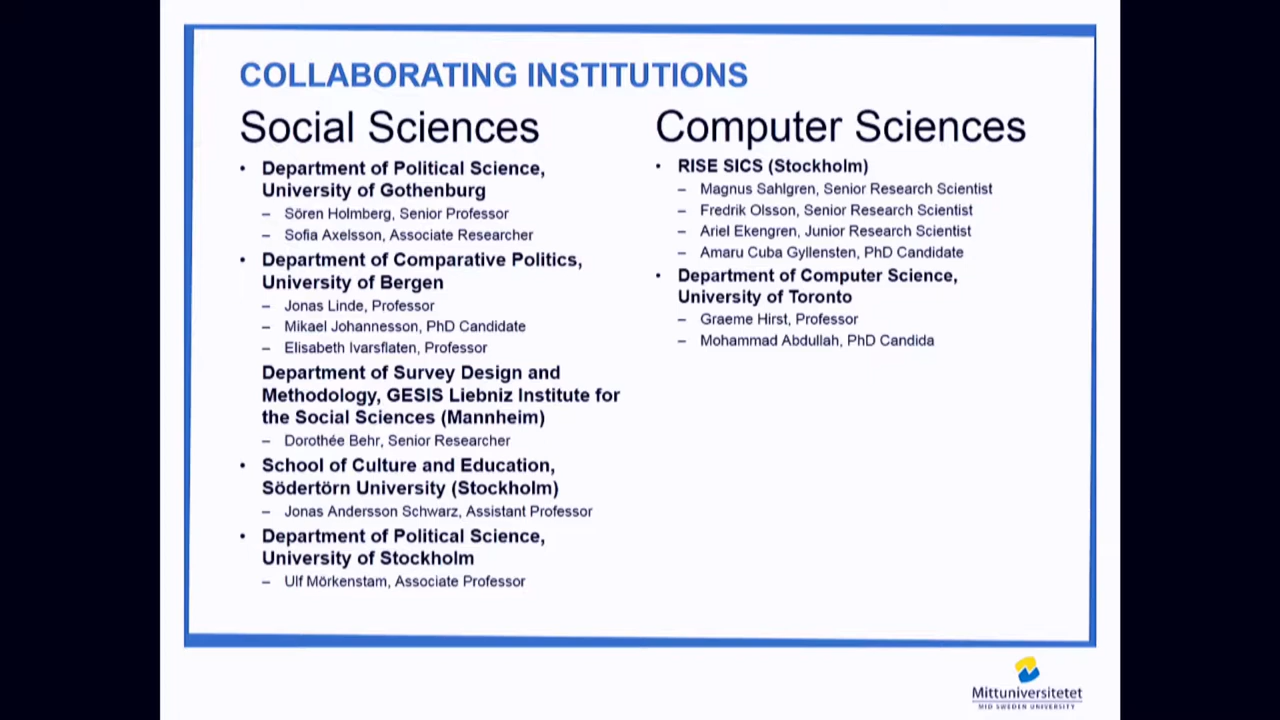 COLLABORATING INSTITUTIONS
Social Sciences
• Department of Political Science,
University of Gothenburg
– Sören Holmberg, Senior Professor
– Sofia Axelsson, Associate Researcher
• Department of Comparative Politics,
University of Bergen
– Jonas Linde, Professor
– Mikael Johannesson, PhD Candidate
– Elisabeth Ivarsflaten, Professor
Department of Survey Design and
Methodology, GESIS Liebniz Institute for
the Social Sciences (Mannheim)
– Dorothée Behr, Senior Researcher
• School of Culture and Education,
Södertörn University (Stockholm)
– Jonas Andersson Schwarz, Assistant Professor
• Department of Political Science,
University of Stockholm
– Ulf Mörkenstam, Associate Professor
Computer Sciences
• RISE SICS (Stockholm)
– Magnus Sahlgren, Senior Research Scientist
– Fredrik Olsson, Senior Research Scientist
– Ariel Ekengren, Junior Research Scientist
– Amaru Cuba Gyllensten, PhD Candidate
• Department of Computer Science,
University of Toronto
– Graeme Hirst, Professor
– Mohammad Abdullah, PhD Candida
Mittuniversitetet
MID SWEDEN UNIVERSITY